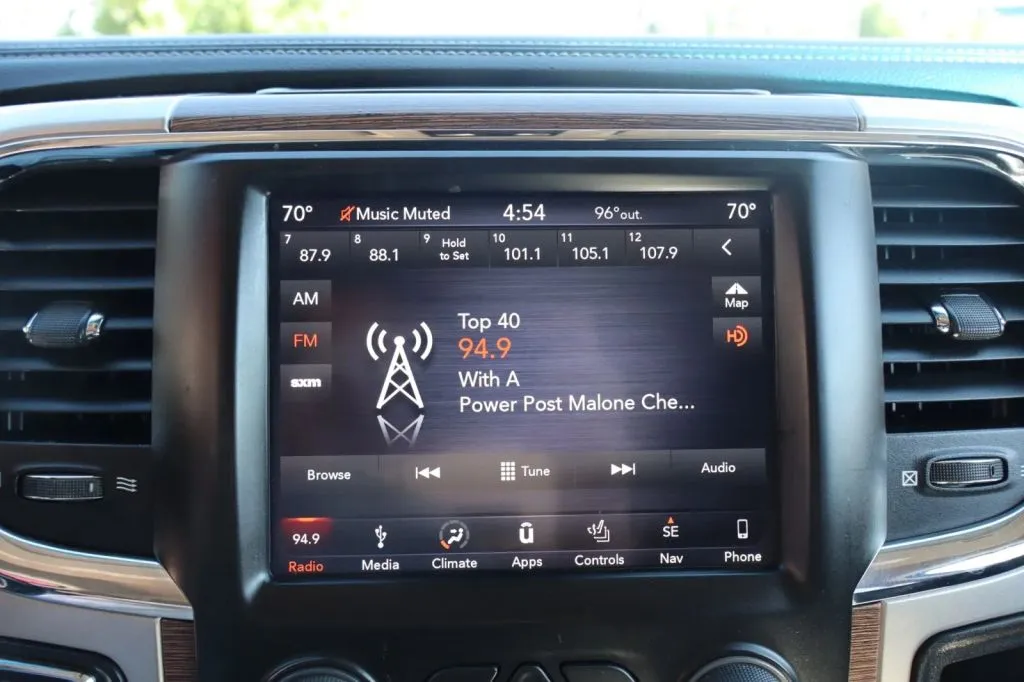 70° Music Muted 4:54 96°out. 70°
7 87.9 8 88.1 9 Hold to Set 10 101.1 11 105.1 12 107.9
AM
Map
Top 40
FM
94.9
HD
With A
sxm
Power Post Malone Che...
Browse Tune Audio
94.9 SE
Radio Media Climate Apps Controls Nav Phone